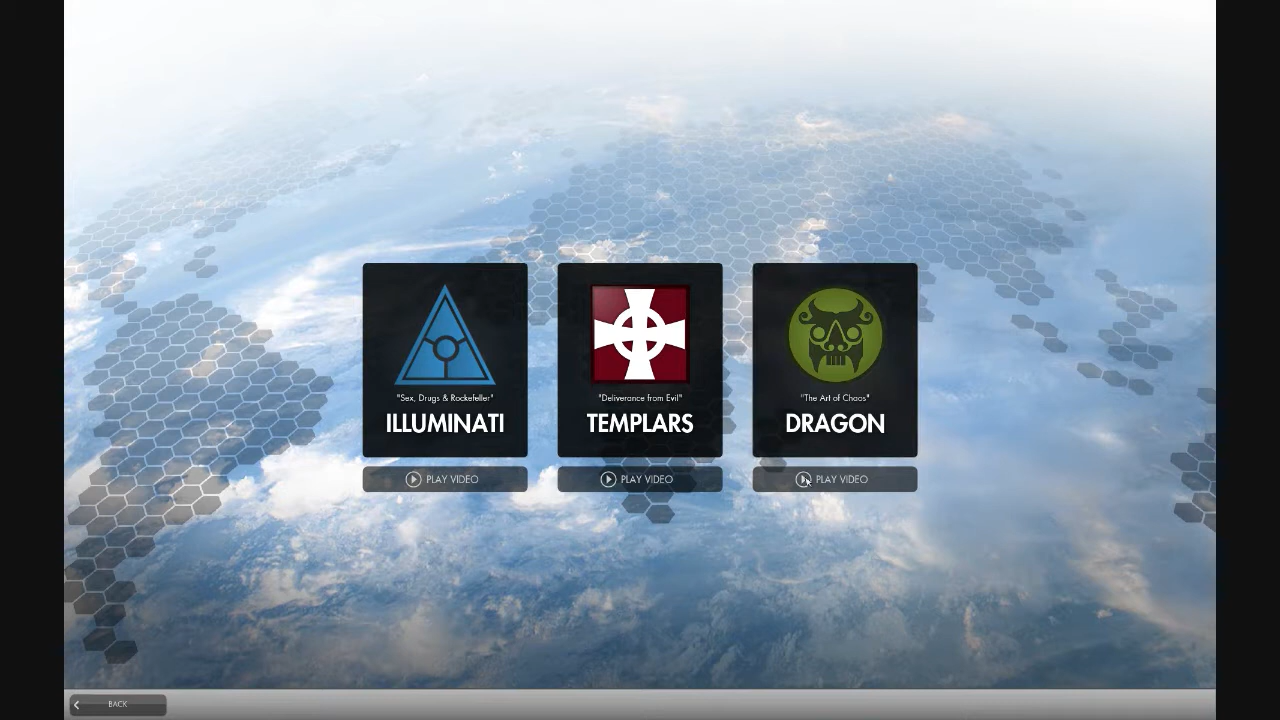 "Sex, Drugs & Rockefeller"
ILLUMINATI
PLAY VIDEO
"Deliverance from Evil"
TEMPLARS
PLAY VIDEO
"The Art of Chaos"
DRAGON
PLAY VIDEO
BACK